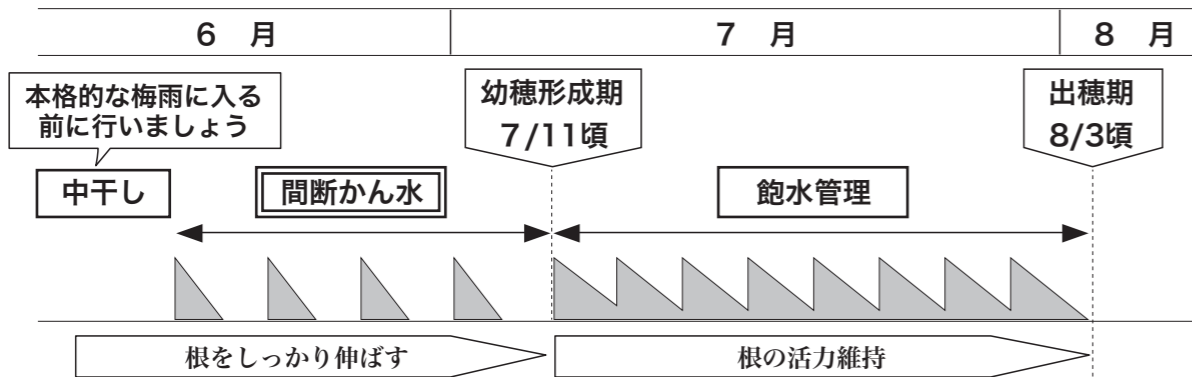 6 月
7 月
8 月
本格的な梅雨に入る
前に行いましょう
幼穂形成期
7/11頃
出穂期
8/3頃
中干し
間断かん水
飽水管理
根をしっかり伸ばす
根の活力維持